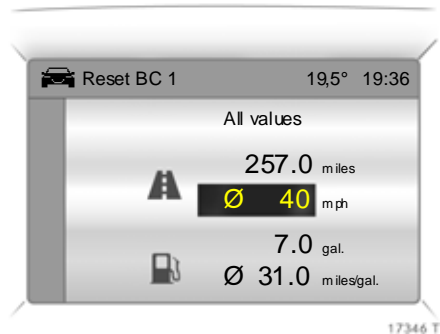 Reset BC 1 19,5° 19:36
All values
257.0 miles
Ø 40 mph
7.0 gal.
Ø 31.0 miles/gal.
17346 T